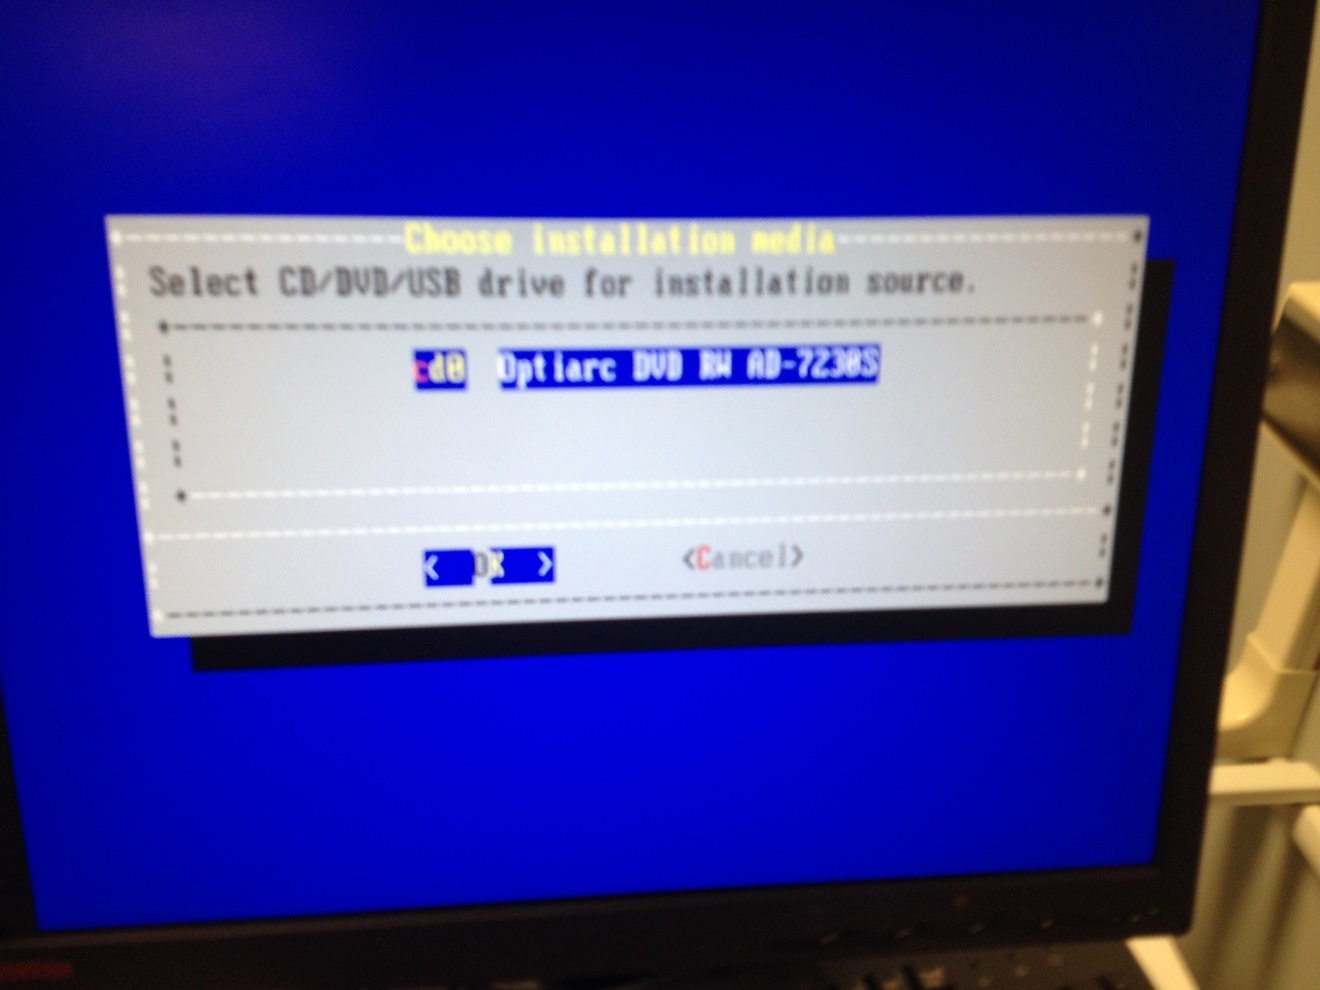 Choose installation media
Select CD/DVD/USB drive for installation source.
cd0 Optiarc DVD RW AD-7230S
< OK > <Cancel>